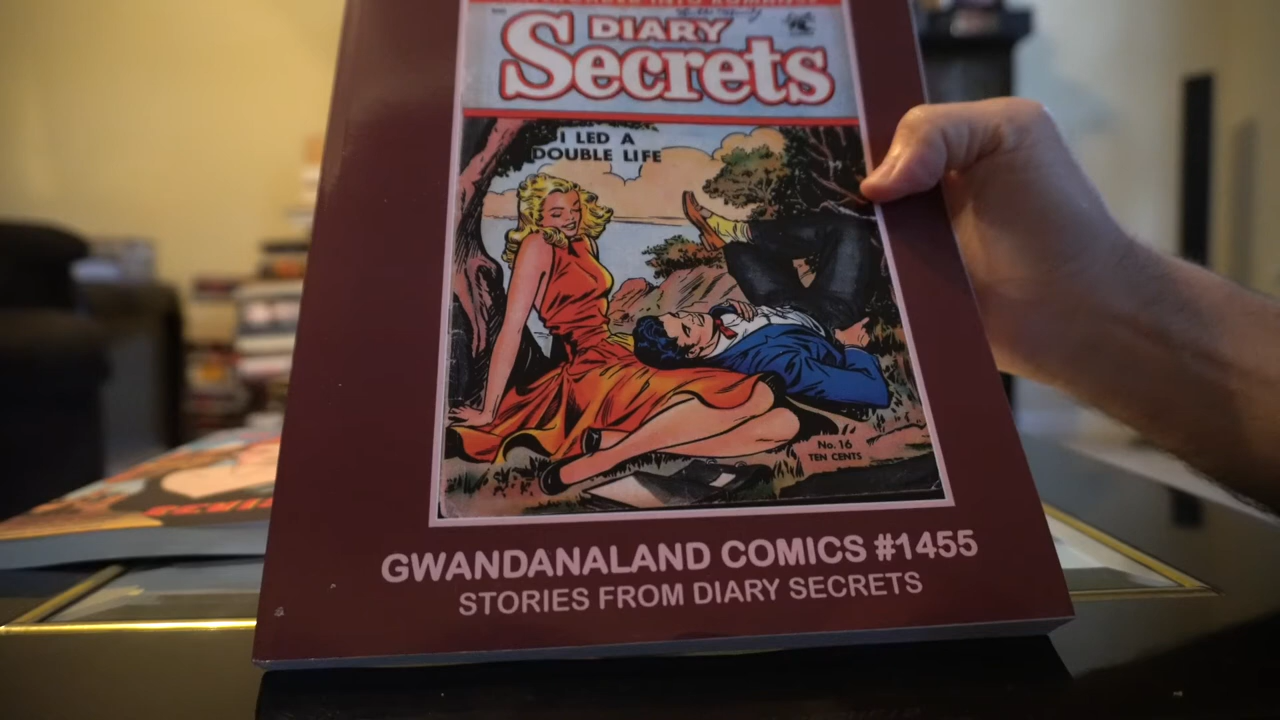 DIARY
Secrets
I LED A
DOUBLE LIFE
No. 16
TEN CENTS
GWANDANALAND COMICS #1455
STORIES FROM DIARY SECRETS